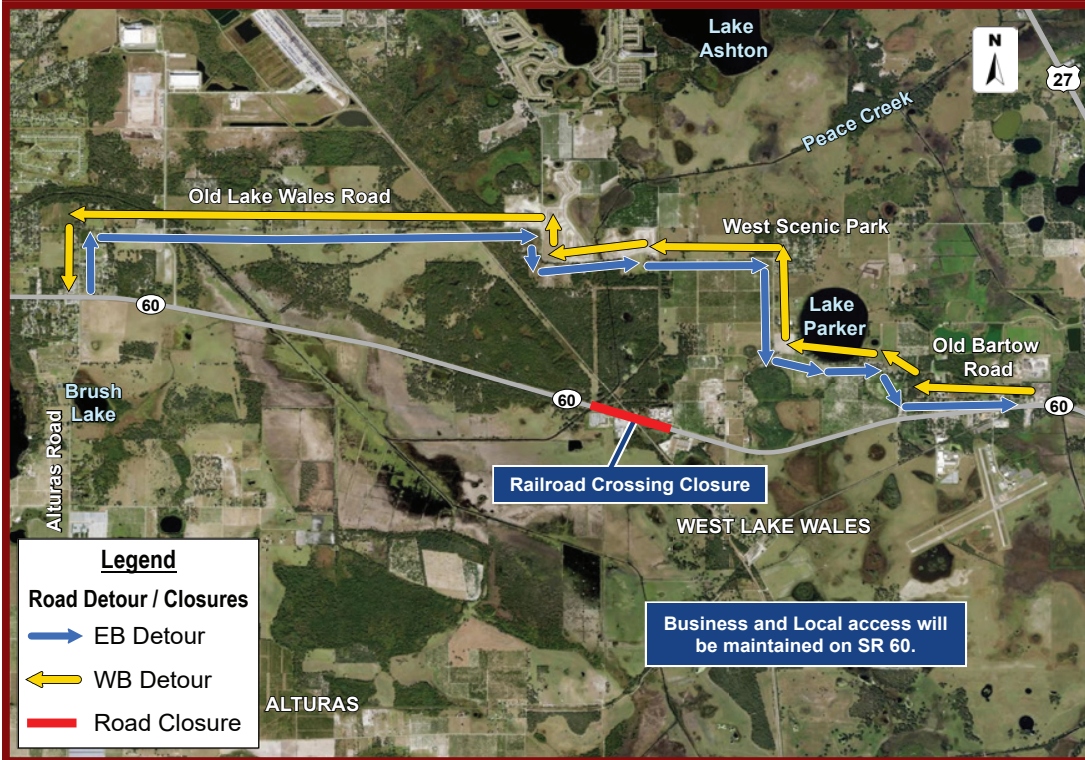 Lake
Ashton
N
27
Peace Creek
Old Lake Wales Road
West Scenic Park
60
Lake
Parker
Old Bartow
Road
Brush
Lake
60
60
Alturas Road
Railroad Crossing Closure
WEST LAKE WALES
Legend
Road Detour / Closures
EB Detour
WB Detour
Road Closure
Business and Local access will
be maintained on SR 60.
ALTURAS